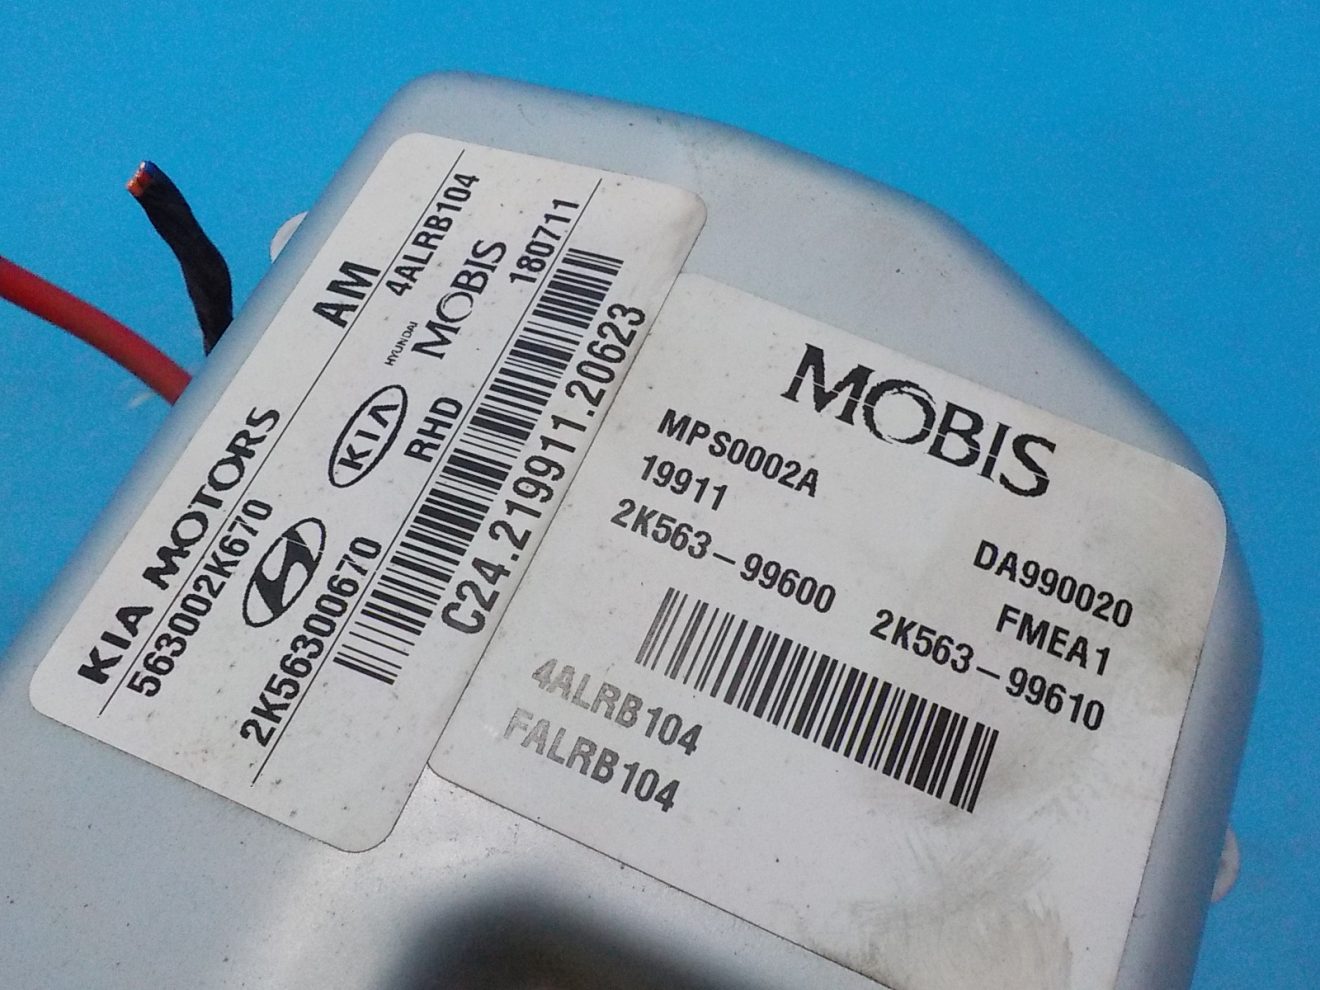 KIA MOTORS AM
563002K670 4ALRB104
KIA HYUNDAI MOBIS
2K56300670 RHD 180711
C24.219911.20623
MOBIS
MPS0002A
19911 DA990020
2K563-99600 FMEA1
2K563-99610
4ALRB104
FALRB104